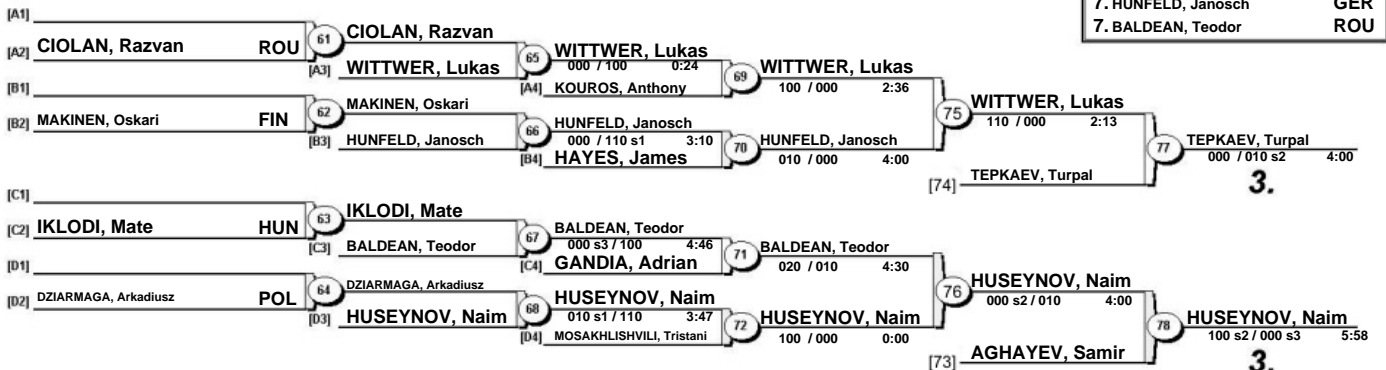 7. HUNFELD, Janosch GER
7. BALDEAN, Teodor ROU
[A1]
[A2] CIOLAN, Razvan ROU
61
CIOLAN, Razvan
[A3] WITTWER, Lukas
65
WITTWER, Lukas
000 / 100 0:24
[A4] KOUROS, Anthony
69
WITTWER, Lukas
100 / 000 2:36
[B1]
[B2] MAKINEN, Oskari FIN
62
MAKINEN, Oskari
[B3] HUNFELD, Janosch
66
HUNFELD, Janosch
000 / 110 s1 3:10
[B4] HAYES, James
70
HUNFELD, Janosch
010 / 000 4:00
75
WITTWER, Lukas
110 / 000 2:13
[74] TEPKAEV, Turpal
77
TEPKAEV, Turpal
000 / 010 s2 4:00
3.
[C1]
[C2] IKLODI, Mate HUN
63
IKLODI, Mate
[C3] BALDEAN, Teodor
67
BALDEAN, Teodor
000 s3 / 100 4:46
[C4] GANDIA, Adrian
71
BALDEAN, Teodor
020 / 010 4:30
[D1]
[D2] DZIARMAGA, Arkadiusz POL
64
DZIARMAGA, Arkadiusz
[D3] HUSEYNOV, Naim
68
HUSEYNOV, Naim
010 s1 / 110 3:47
[D4] MOSAKHLISHVILI, Tristani
72
HUSEYNOV, Naim
100 / 000 0:00
76
HUSEYNOV, Naim
000 s2 / 010 4:00
[73] AGHAYEV, Samir
78
HUSEYNOV, Naim
100 s2 / 000 s3 5:58
3.